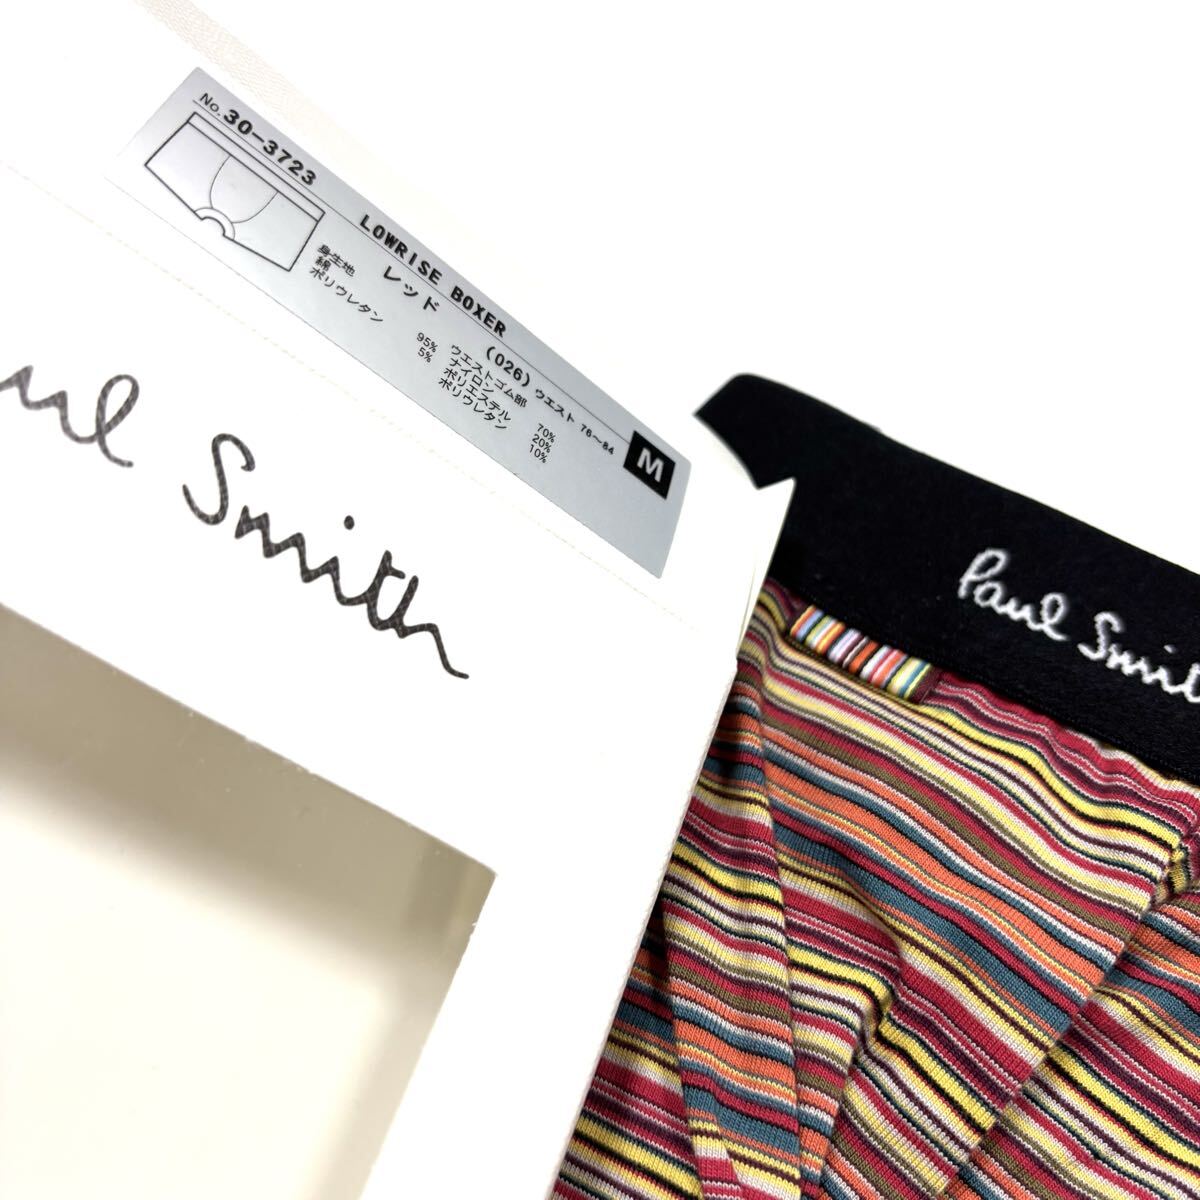 No. 30-3723
LOWRISE BOXER
レッド (026) ウエスト 76〜84 M
身生地
綿 95%
ポリウレタン 5%
ウエストゴム部
ナイロン 70%
ポリエステル 20%
ポリウレタン 10%
aul Smith
Paul Smit